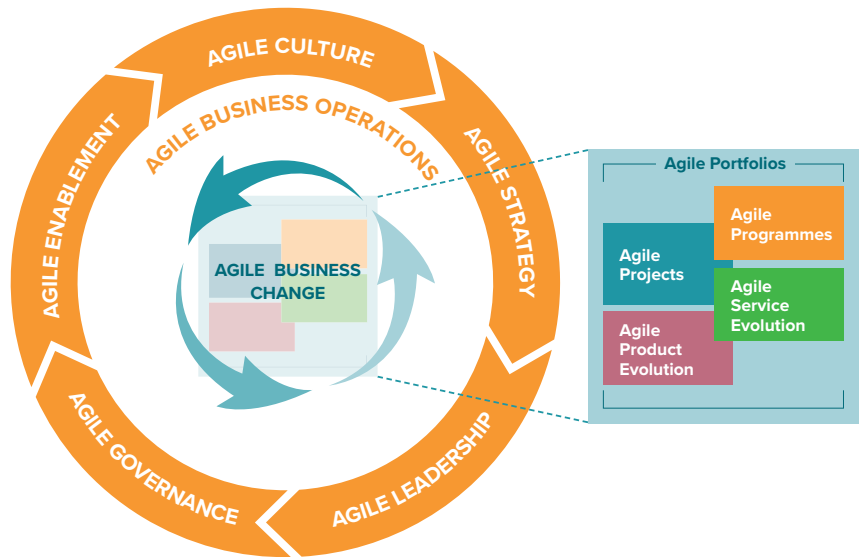 AGILE CULTURE
AGILE STRATEGY
AGILE LEADERSHIP
AGILE GOVERNANCE
AGILE ENABLEMENT
AGILE BUSINESS OPERATIONS
AGILE BUSINESS
CHANGE
Agile Portfolios
Agile
Programmes
Agile
Projects
Agile
Service
Evolution
Agile
Product
Evolution